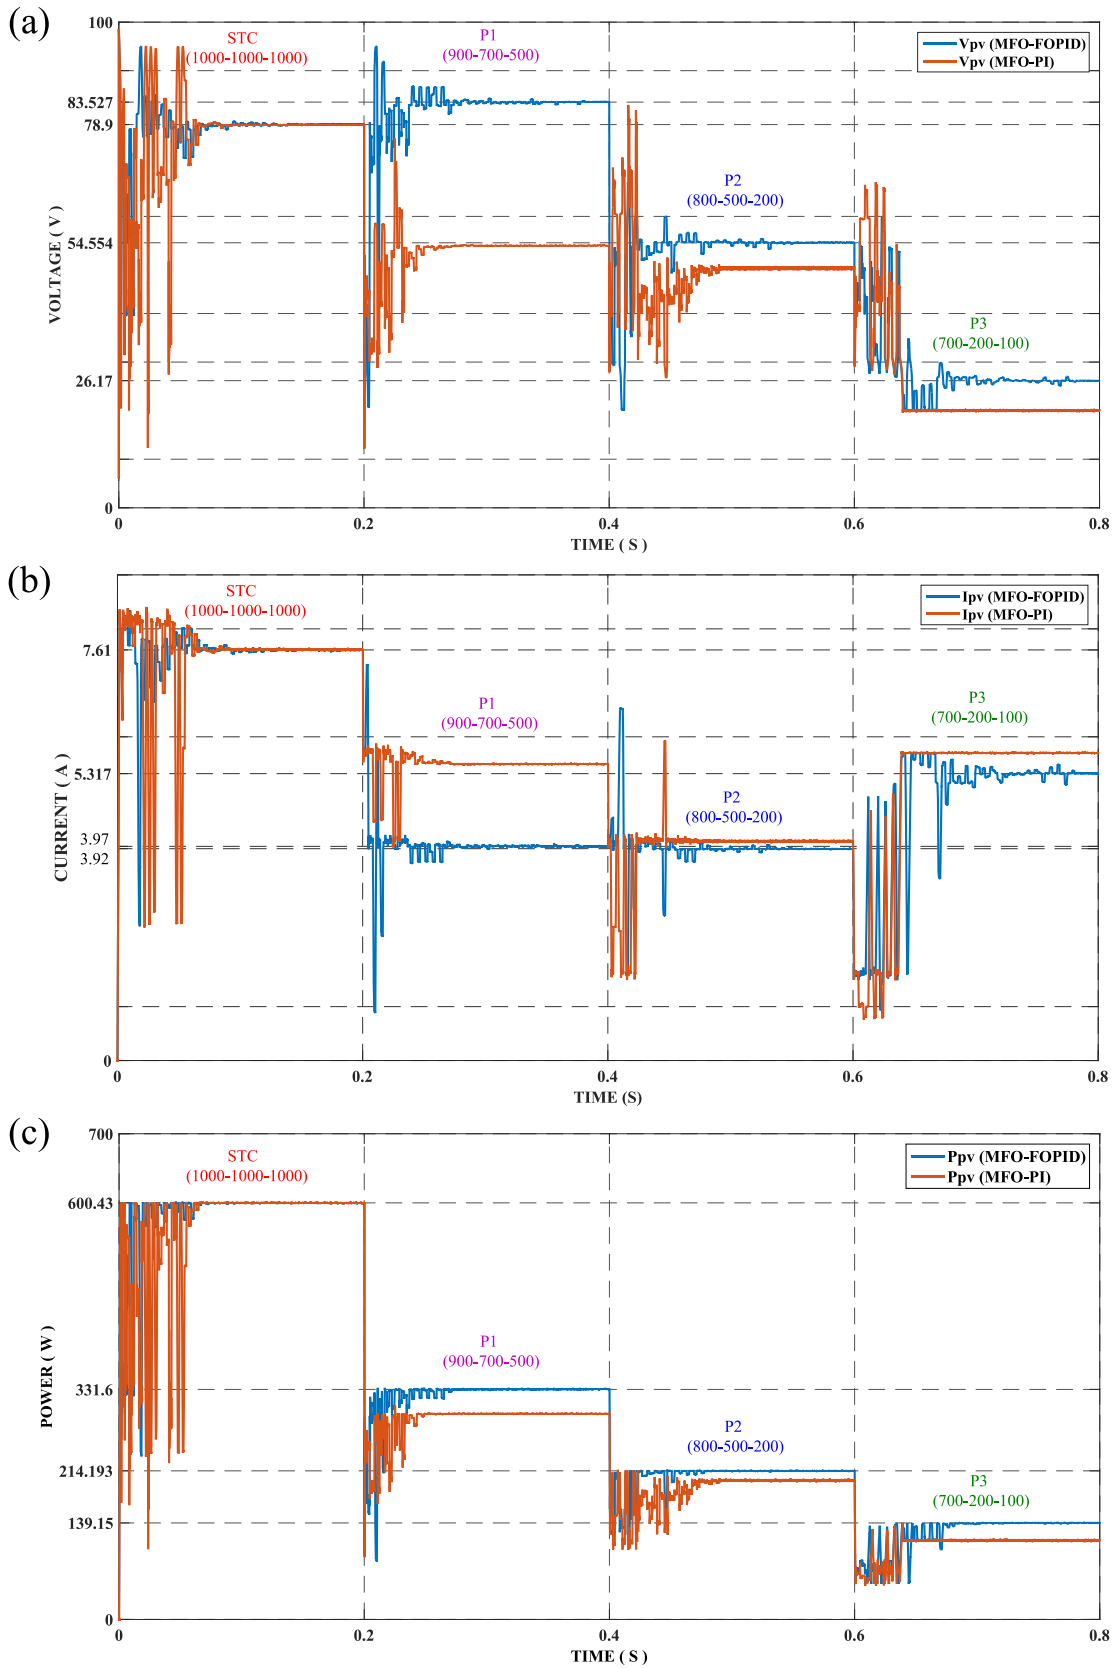 (a)
100
83.527
78.9
54.554
26.17
0
VOLTAGE ( V )
STC
(1000-1000-1000)
P1
(900-700-500)
P2
(800-500-200)
P3
(700-200-100)
Vpv (MFO-FOPID)
Vpv (MFO-PI)
0 0.2 0.4 0.6 0.8
TIME ( S )
(b)
7.61
5.317
3.97
3.92
0
CURRENT ( A )
STC
(1000-1000-1000)
P1
(900-700-500)
P2
(800-500-200)
P3
(700-200-100)
Ipv (MFO-FOPID)
Ipv (MFO-PI)
0 0.2 0.4 0.6 0.8
TIME (S)
(c)
700
600.43
331.6
214.193
139.15
0
POWER ( W )
STC
(1000-1000-1000)
P1
(900-700-500)
P2
(800-500-200)
P3
(700-200-100)
Ppv (MFO-FOPID)
Ppv (MFO-PI)
0 0.2 0.4 0.6 0.8
TIME ( S )